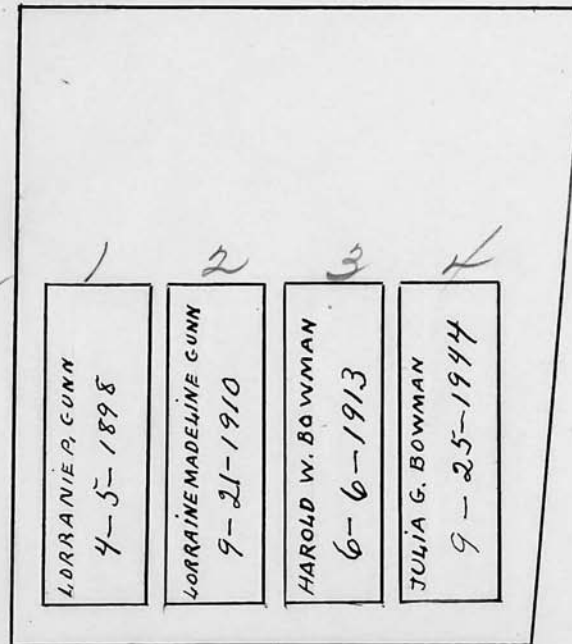 1 2 3 4
LORRANIE P. GUNN
4-5-1898
LORRAINE MADELINE GUNN
9-21-1910
HAROLD W. BOWMAN
6-6-1913
JULIA G. BOWMAN
9-25-1944